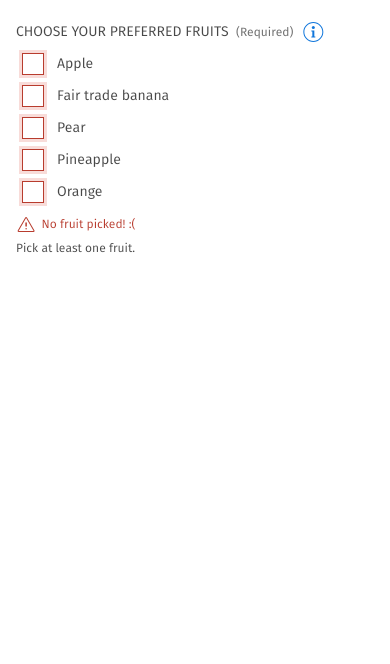 CHOOSE YOUR PREFERRED FRUITS (Required)
Apple
Fair trade banana
Pear
Pineapple
Orange
No fruit picked! :(
Pick at least one fruit.